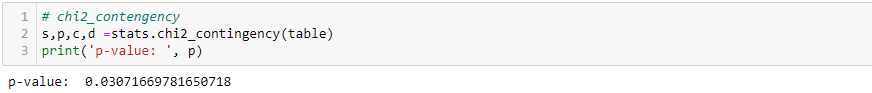 1 # chi2_contengency
2 s,p,c,d =stats.chi2_contingency(table)
3 print('p-value: ', p)
p-value:  0.03071669781650718